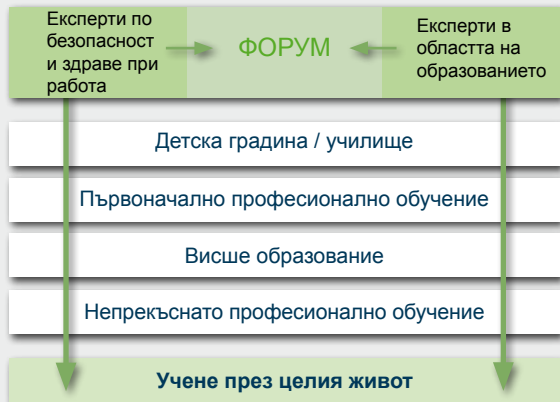 Експерти по
безопасност
и здраве при
работа
ФОРУМ
Експерти в
областта на
образованието
Детска градина / училище
Първоначално професионално обучение
Висше образование
Непрекъснато професионално обучение
Учене през целия живот